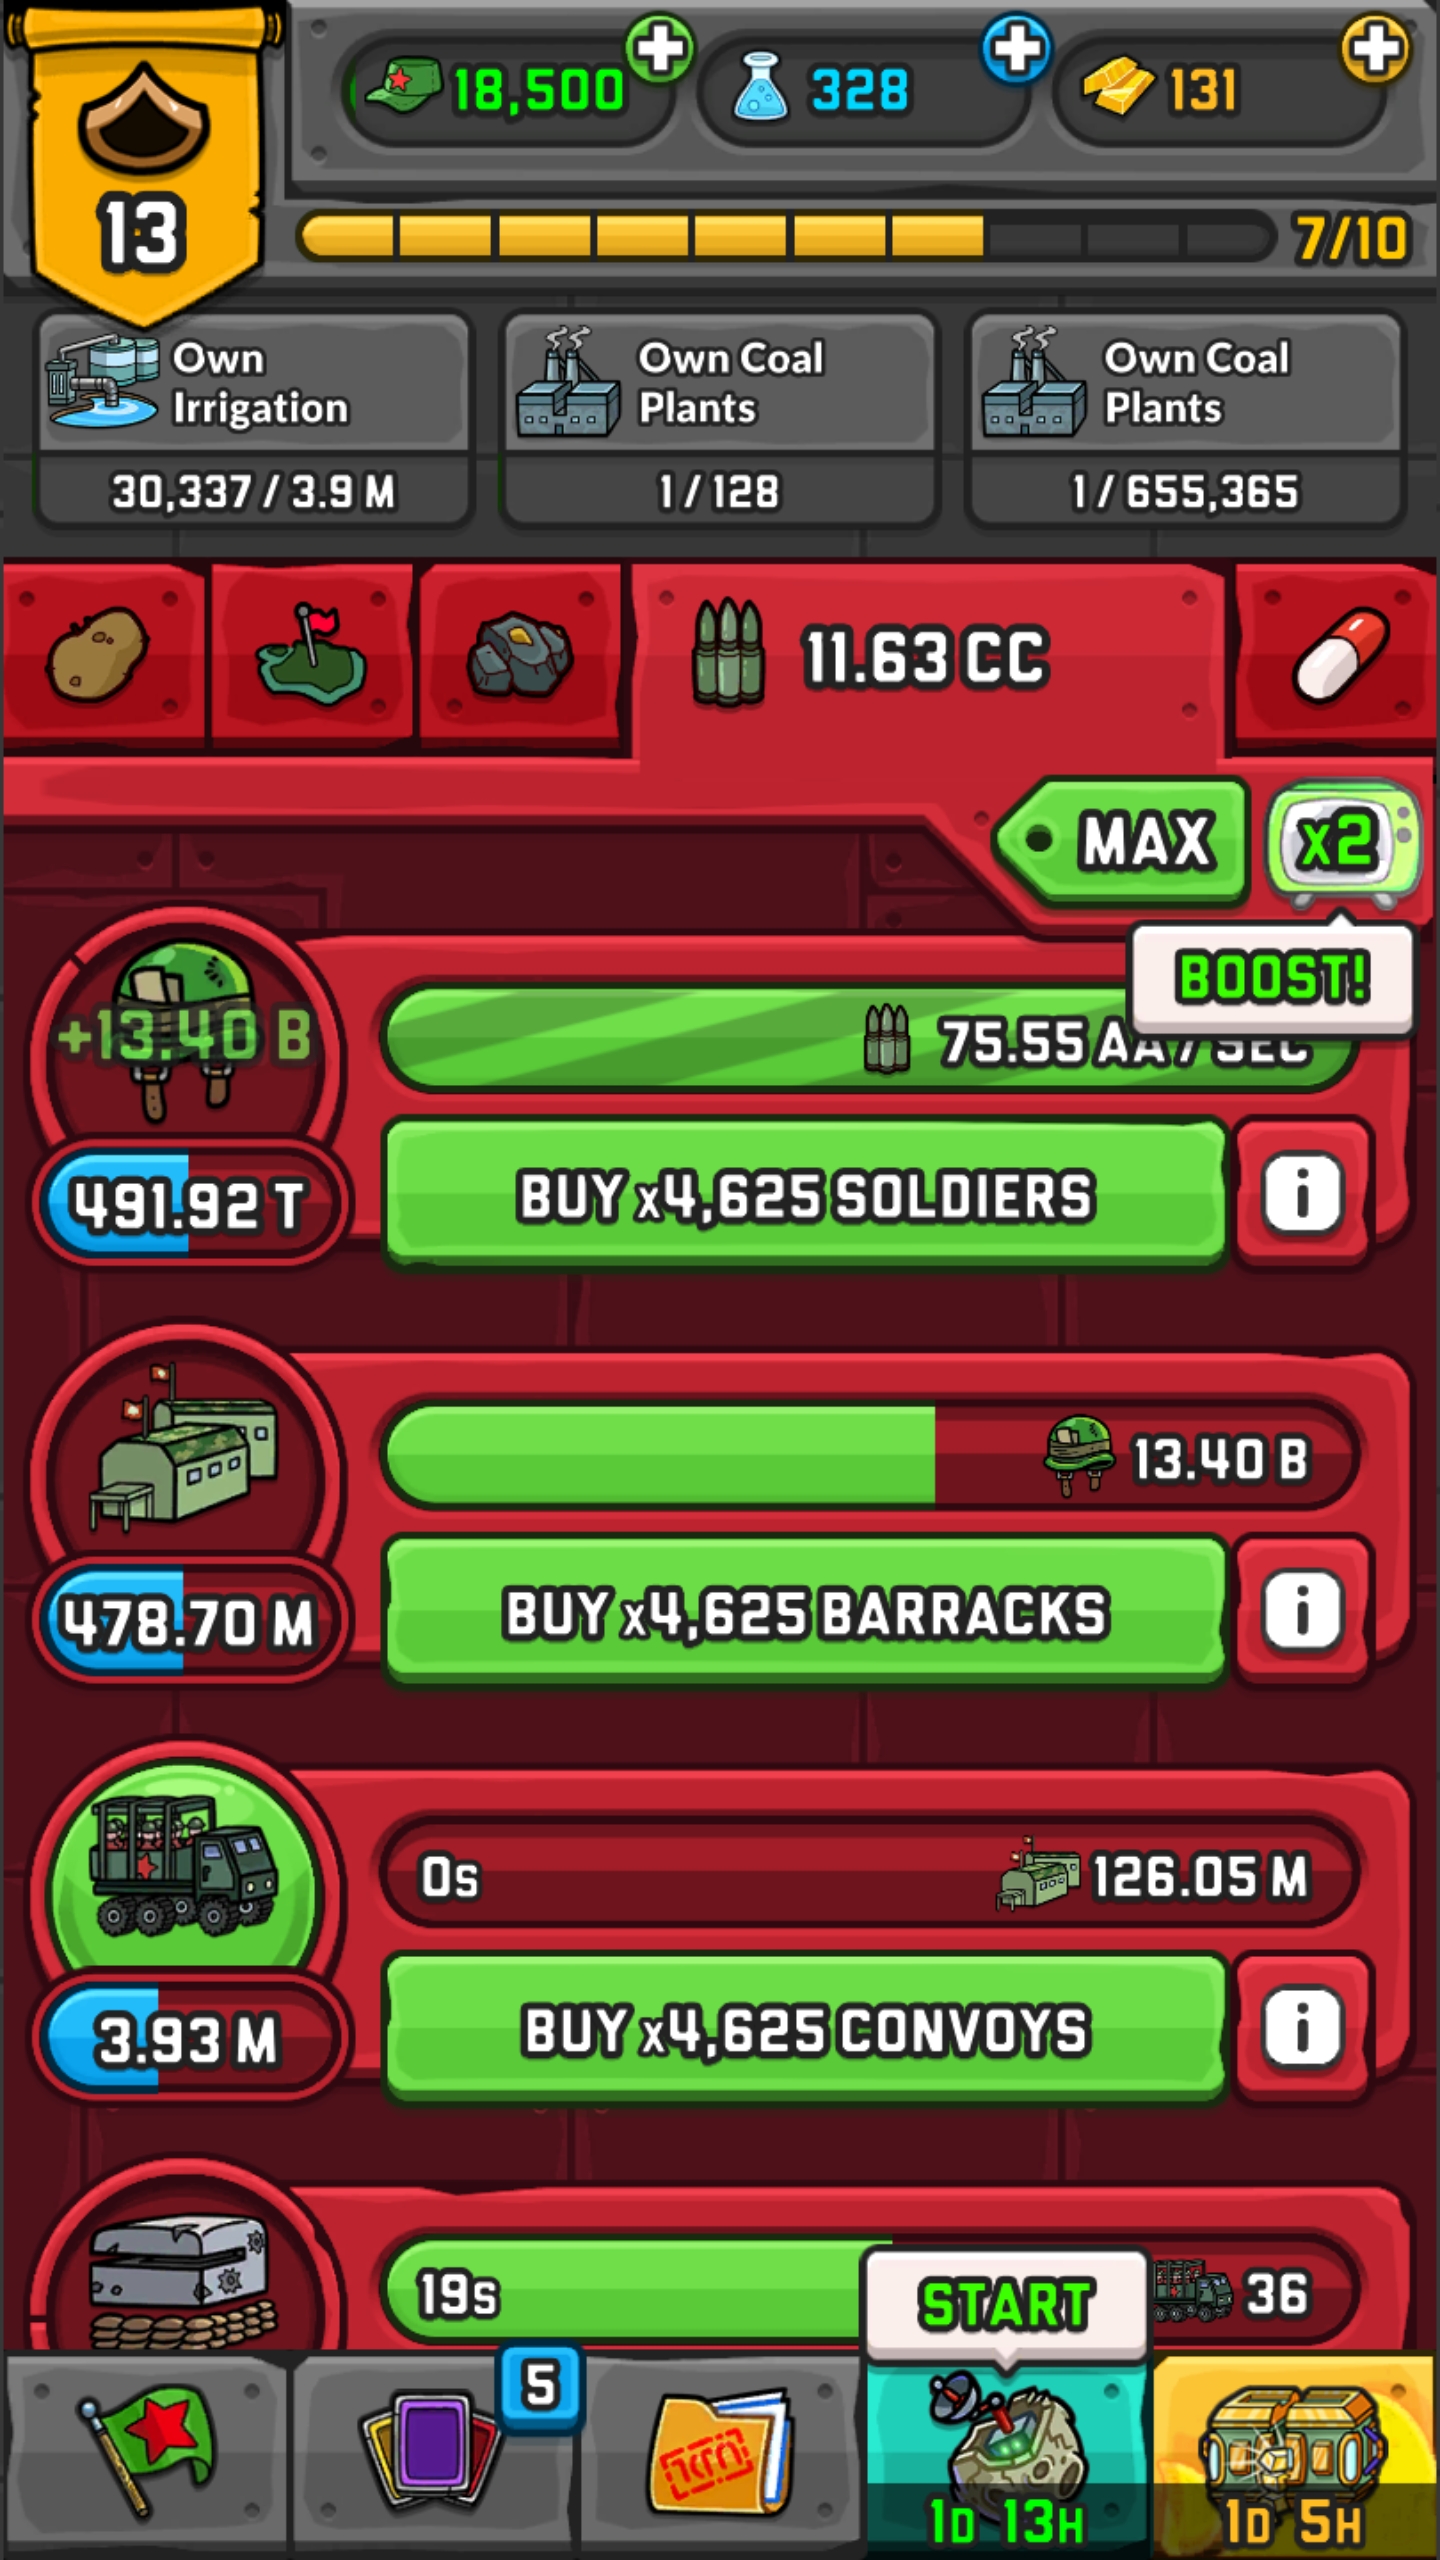 18,500
328
131
13
7/10
Own
Irrigation
30,337 / 3.9 M
Own Coal
Plants
1 / 128
Own Coal
Plants
1 / 655,365
11.63 CC
MAX
x2
BOOST!
+13.40 B
75.55 AA / SEC
491.92 T
BUY x4,625 SOLDIERS
i
13.40 B
478.70 M
BUY x4,625 BARRACKS
i
0s
126.05 M
3.93 M
BUY x4,625 CONVOYS
i
19s
36
START
5
1D 13H
1D 5H